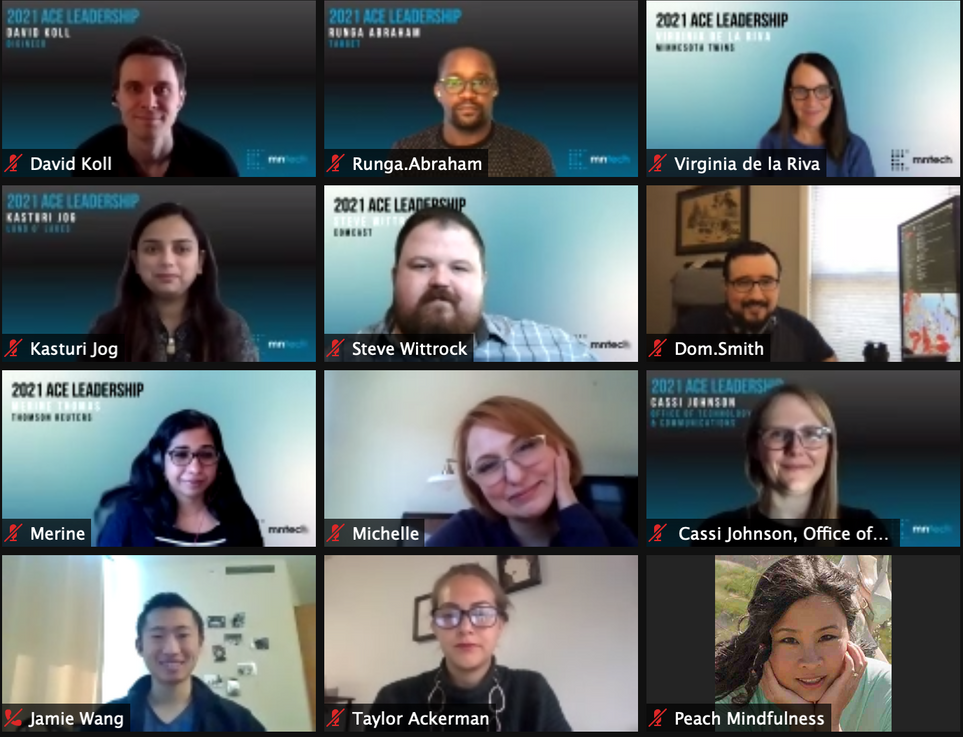 2021 ACE LEADERSHIP
DAVID KOLL
DIGINEER
mntech
David Koll
2021 ACE LEADERSHIP
RUNGA ABRAHAM
TARGET
mntech
Runga.Abraham
2021 ACE LEADERSHIP
VIRGINIA DE LA RIVA
MINNESOTA TWINS
mntech
Virginia de la Riva
2021 ACE LEADERSHIP
KASTURI JOG
LAND O' LAKES
mntech
Kasturi Jog
2021 ACE LEADERSHIP
STEVE WITT
COMCAST
mntech
Steve Wittrock
Dom.Smith
2021 ACE LEADERSHIP
MERINE THOMAS
THOMSON REUTERS
mntech
Merine
Michelle
2021 ACE LEADERSHIP
CASSI JOHNSON
OFFICE OF TECHNOLOGY
& COMMUNICATIONS
mntech
Cassi Johnson, Office of...
Jamie Wang
Taylor Ackerman
Peach Mindfulness